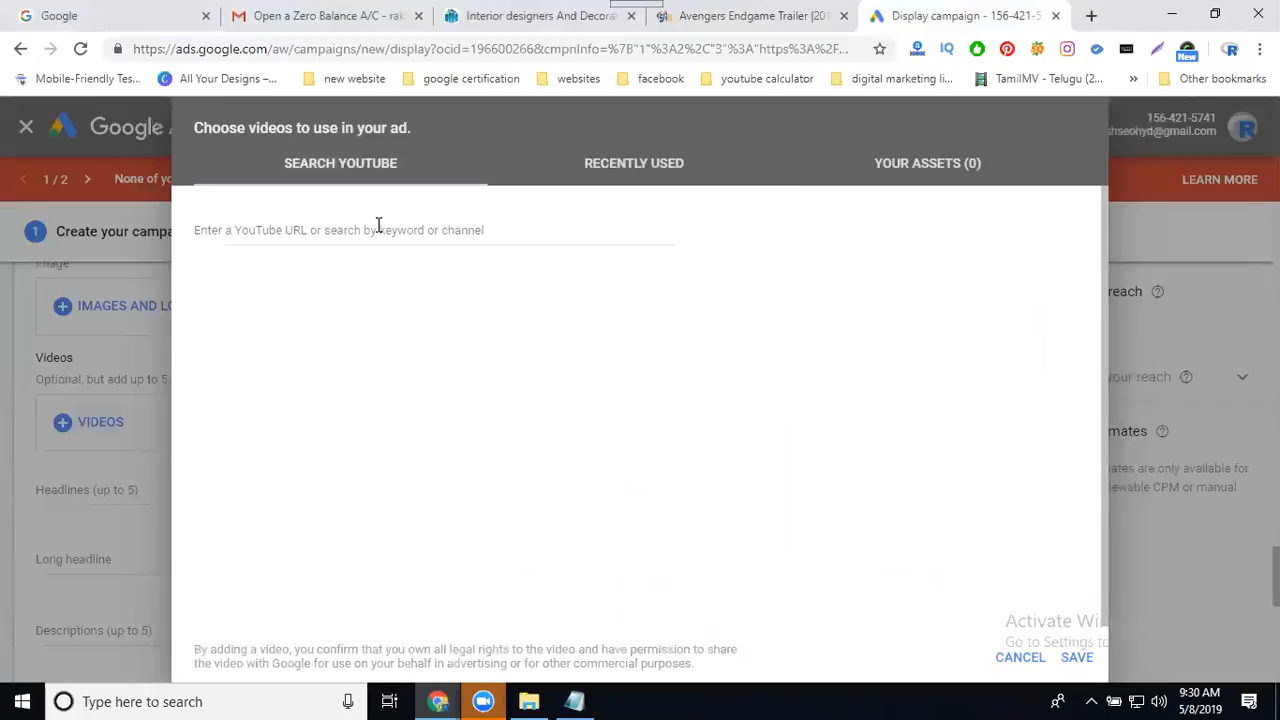 Google
Open a Zero Balance A/C - rak
Interior designers And Decorat
Avengers Endgame Trailer |201
Display campaign - 156-421-5
https://ads.google.com/aw/campaigns/new/display?ocid=196600266&cmpnInfo=%7B"1"%3A2%2C"3"%3A"https%3A%2F...
New
Mobile-Friendly Tes...
All Your Designs –...
new website
google certification
websites
facebook
youtube calculator
digital marketing li...
TamilMV - Telugu (2...
»
Other bookmarks
Choose videos to use in your ad.
SEARCH YOUTUBE
RECENTLY USED
YOUR ASSETS (0)
Google
156-421-5741
shseohyd@gmail.com
1 / 2
None of yo
LEARN MORE
1
Create your campa
Enter a YouTube URL or search by keyword or channel
Image
IMAGES AND LO
Videos
Optional, but add up to 5.
VIDEOS
Headlines (up to 5)
Long headline
Descriptions (up to 5)
reach
your reach
mates
ates are only available for
iewable CPM or manual
By adding a video, you confirm that you own all legal rights to the video and have permission to share
the video with Google for use on your behalf in advertising or for other commercial purposes.
Activate Wi
Go to Settings to
CANCEL
SAVE
Type here to search
9:30 AM
5/8/2019